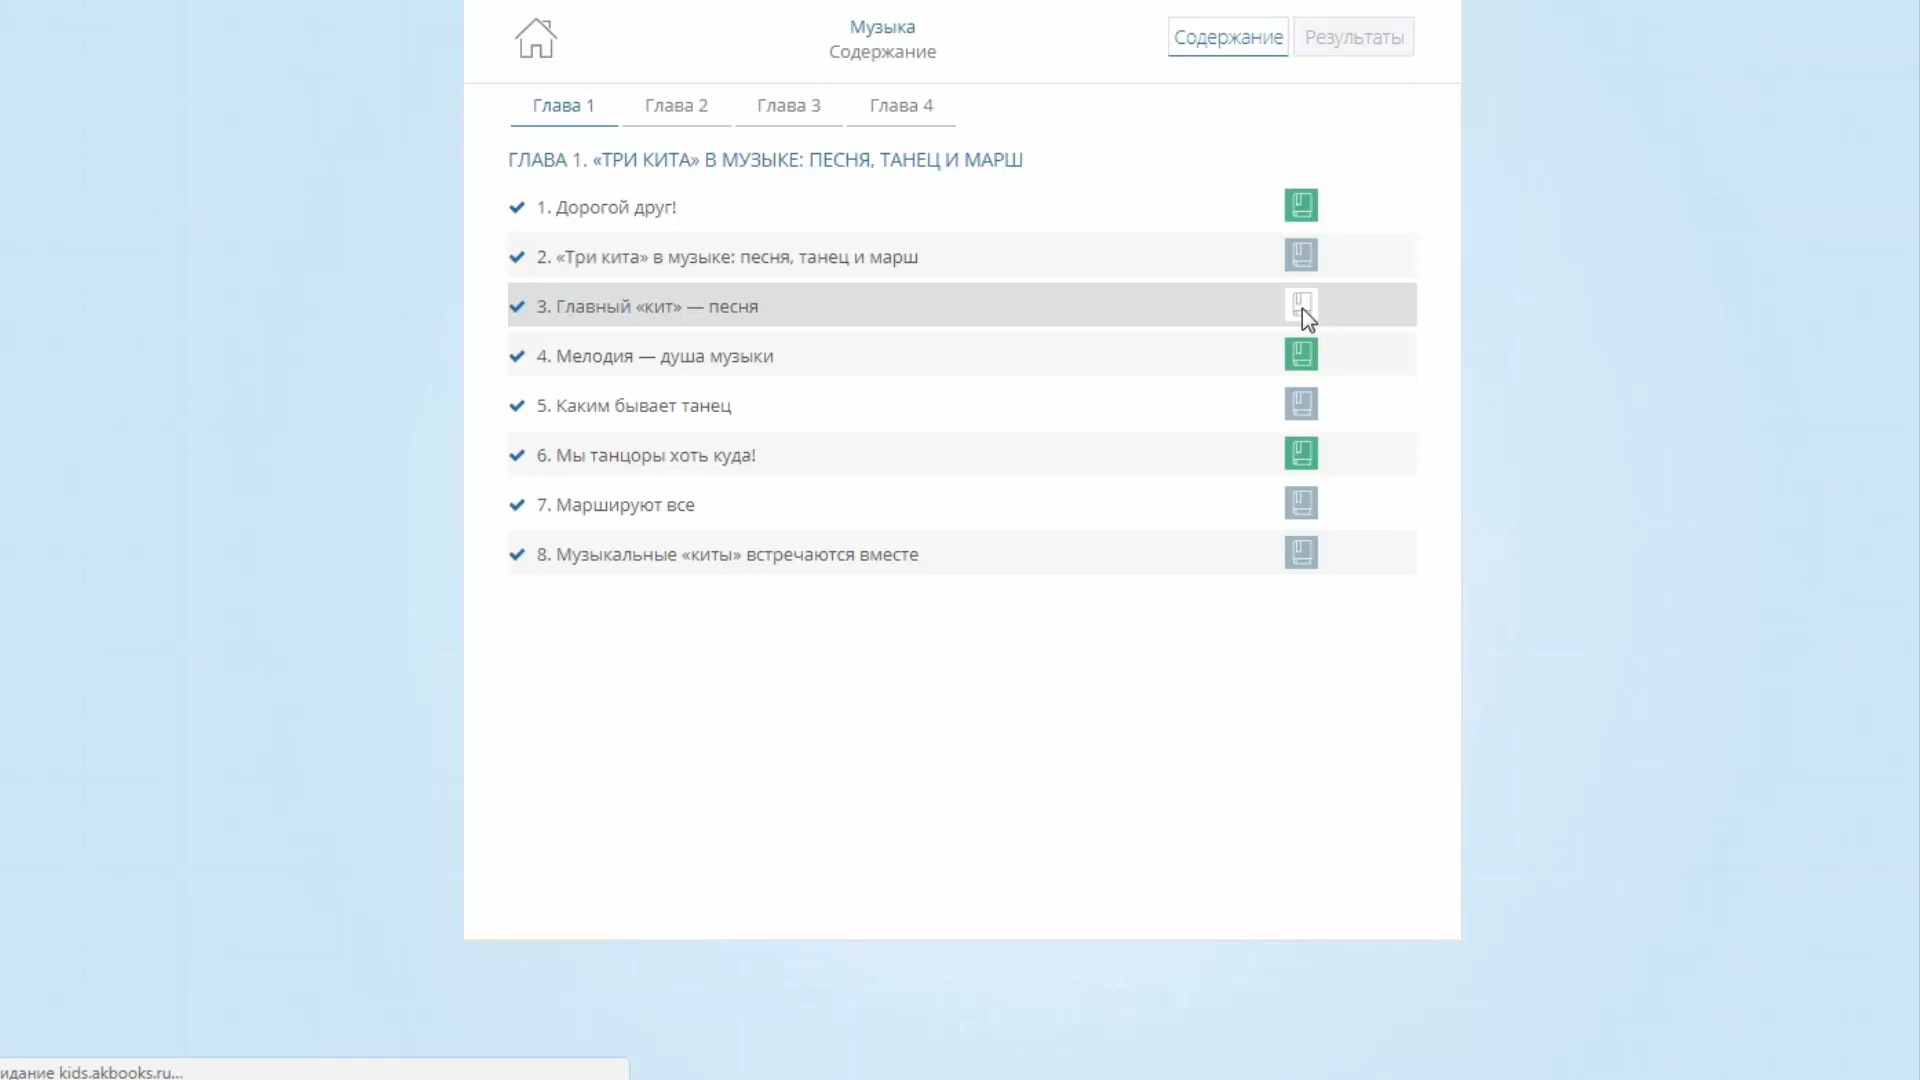 Музыка
Содержание
Содержание
Результаты
Глава 1
Глава 2
Глава 3
Глава 4
ГЛАВА 1. «ТРИ КИТА» В МУЗЫКЕ: ПЕСНЯ, ТАНЕЦ И МАРШ
1. Дорогой друг!
2. «Три кита» в музыке: песня, танец и марш
3. Главный «кит» — песня
4. Мелодия — душа музыки
5. Каким бывает танец
6. Мы танцоры хоть куда!
7. Маршируют все
8. Музыкальные «киты» встречаются вместе
идание kids.akbooks.ru...